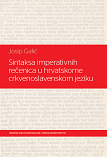 Josip Galić
Sintaksa imperativnih
rečenica u hrvatskome
crkvenoslavenskom jeziku